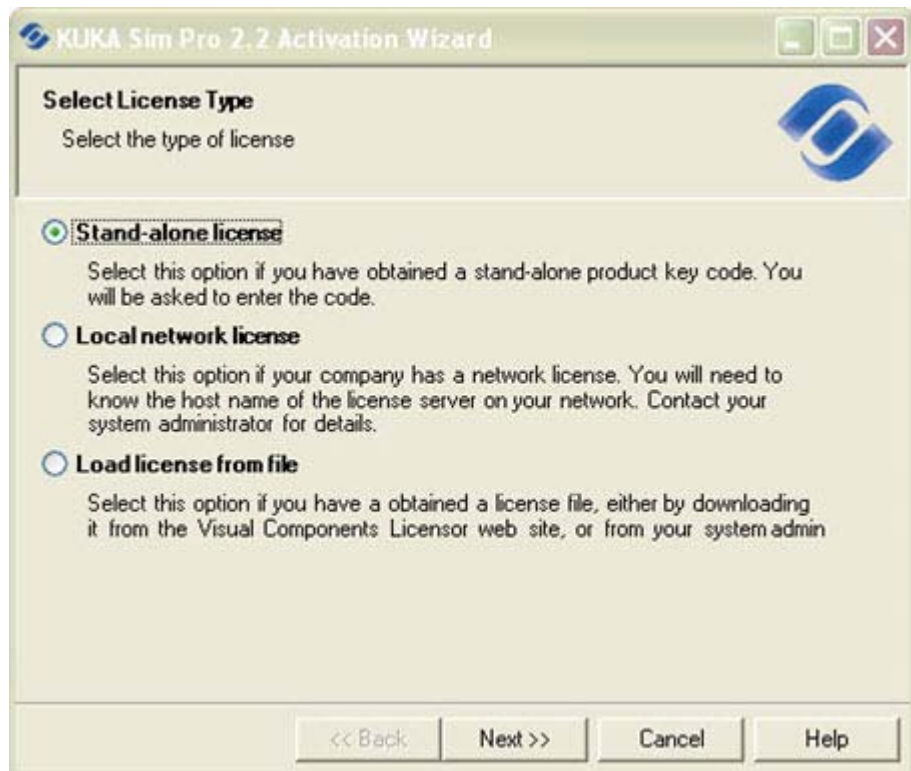 KUKA Sim Pro 2.2 Activation Wizard
Select License Type
Select the type of license
Stand-alone license
Select this option if you have obtained a stand-alone product key code. You
will be asked to enter the code.
Local network license
Select this option if your company has a network license. You will need to
know the host name of the license server on your network. Contact your
system administrator for details.
Load license from file
Select this option if you have a obtained a license file, either by downloading
it from the Visual Components Licensor web site, or from your system admin
<< Back
Next >>
Cancel
Help